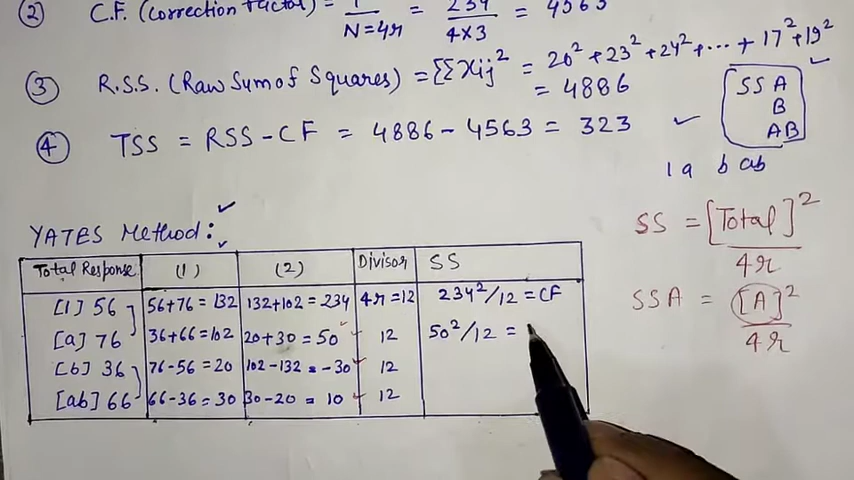 ② C.F. (Correction factor) = / N=4r = 234 / 4×3 = 4563
③ R.S.S. (Raw Sum of Squares) = [ΣΣXij² = 20²+23²+24²+...+17²+19²
= 4886
④ TSS = RSS-CF = 4886-4563 = 323
SS A
B
AB
1 a b ab
YATES Method:
Total Response (1) (2) Divisor SS
[1] 56 56+76=132 132+102=234 4r=12 234²/12=CF
[a] 76 36+66=102 20+30=50 12 50²/12=
[b] 36 76-56=20 102-132=-30 12
[ab] 66 66-36=30 30-20=10 12
SS = [Total]² / 4r
SSA = [A]² / 4r